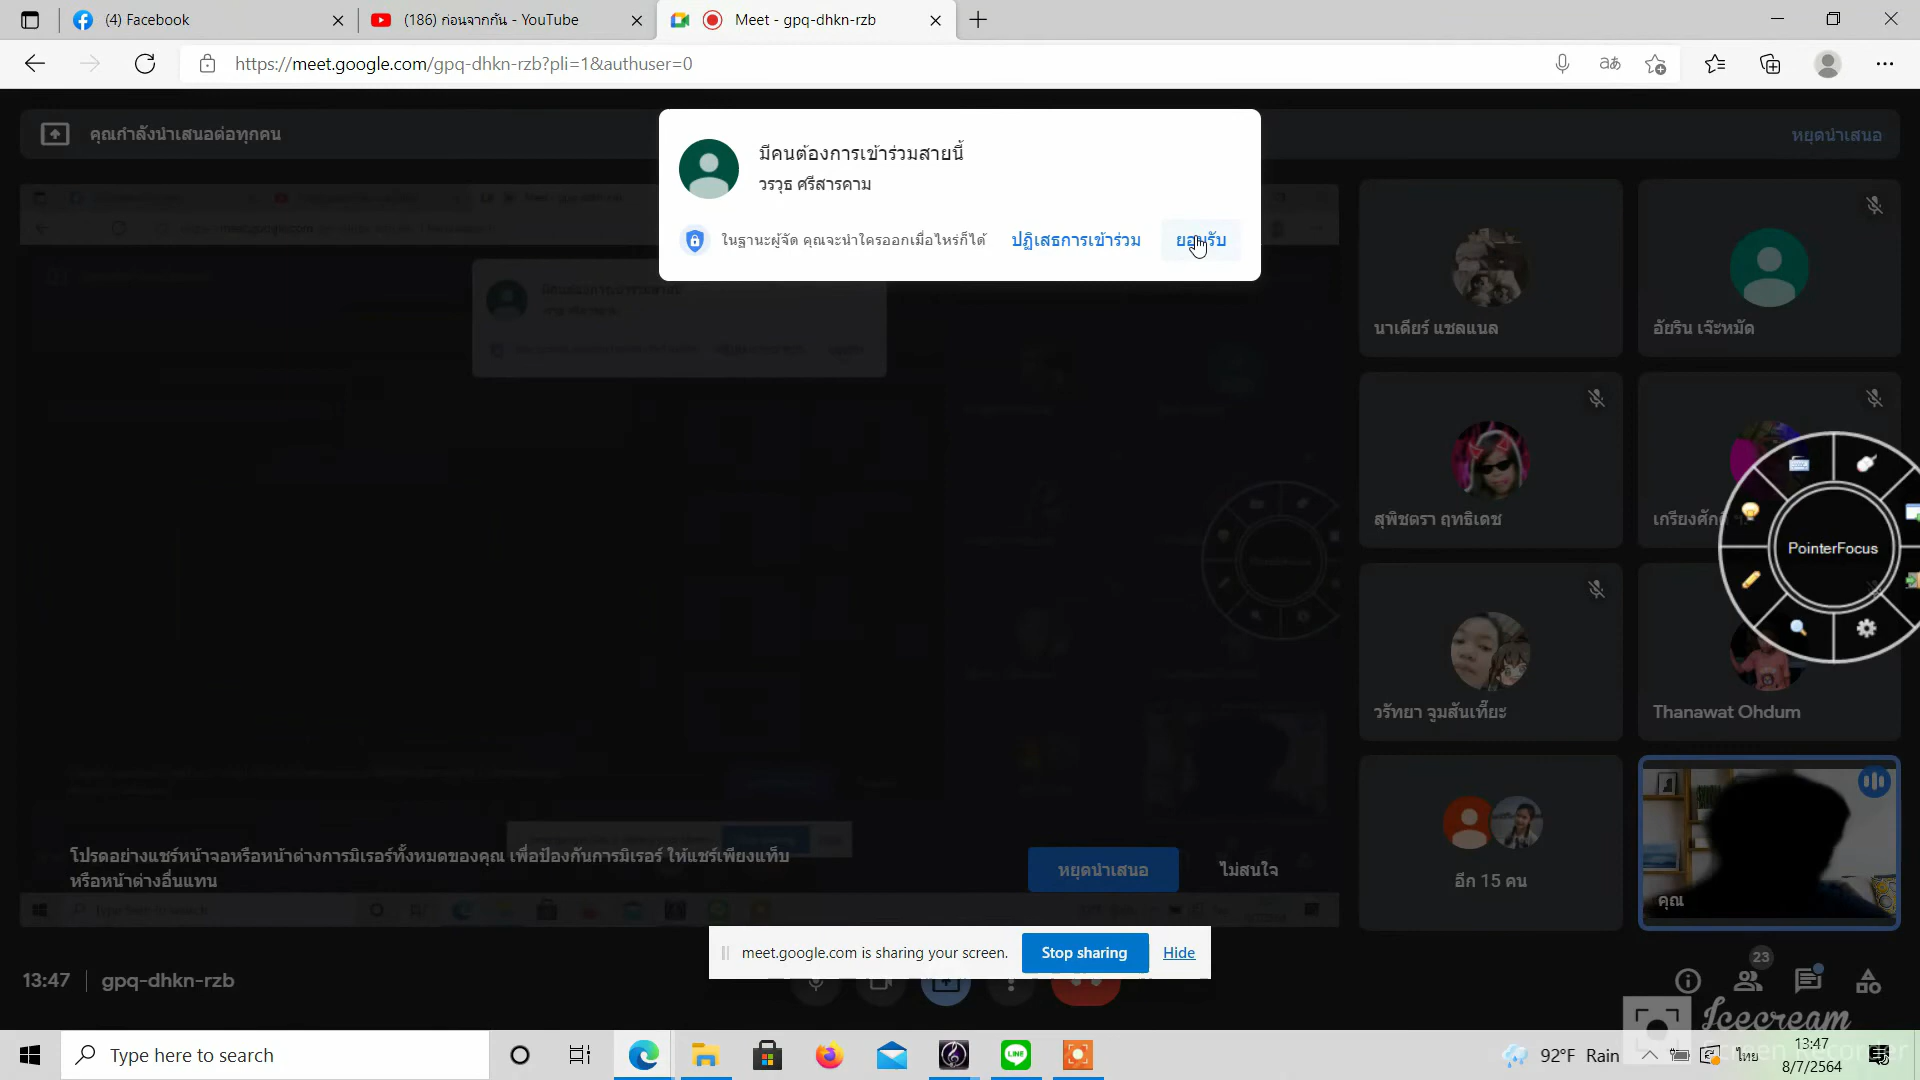 (4) Facebook
(186) ก่อนจากกัน - YouTube
Meet - gpq-dhkn-rzb
https://meet.google.com/gpq-dhkn-rzb?pli=1&authuser=0
คุณกำลังนำเสนอต่อทุกคน
หยุดนำเสนอ
มีคนต้องการเข้าร่วมสายนี้
วรวุธ ศรีสารคาม
ในฐานะผู้จัด คุณจะนำใครออกเมื่อไหร่ก็ได้
ปฏิเสธการเข้าร่วม
ยอมรับ
นาเดียร์ แชลแนล
อัยริน เจ๊ะหมัด
สุพิชตรา ฤทธิเดช
เกรียงศักดิ์
PointerFocus
วรัทยา จูมสันเที๊ยะ
Thanawat Ohdum
โปรดอย่างแชร์หน้าจอหรือหน้าต่างการมิเรอร์ทั้งหมดของคุณ เพื่อป้องกันการมิเรอร์ ให้แชร์เพียงแท็บ
หรือหน้าต่างอื่นแทน
หยุดนำเสนอ
ไม่สนใจ
อีก 15 คน
คุณ
meet.google.com is sharing your screen.
Stop sharing
Hide
13:47
gpq-dhkn-rzb
23
Icecream
Screen Recorder
Type here to search
LINE
92°F Rain
ไทย
13:47
8/7/2564